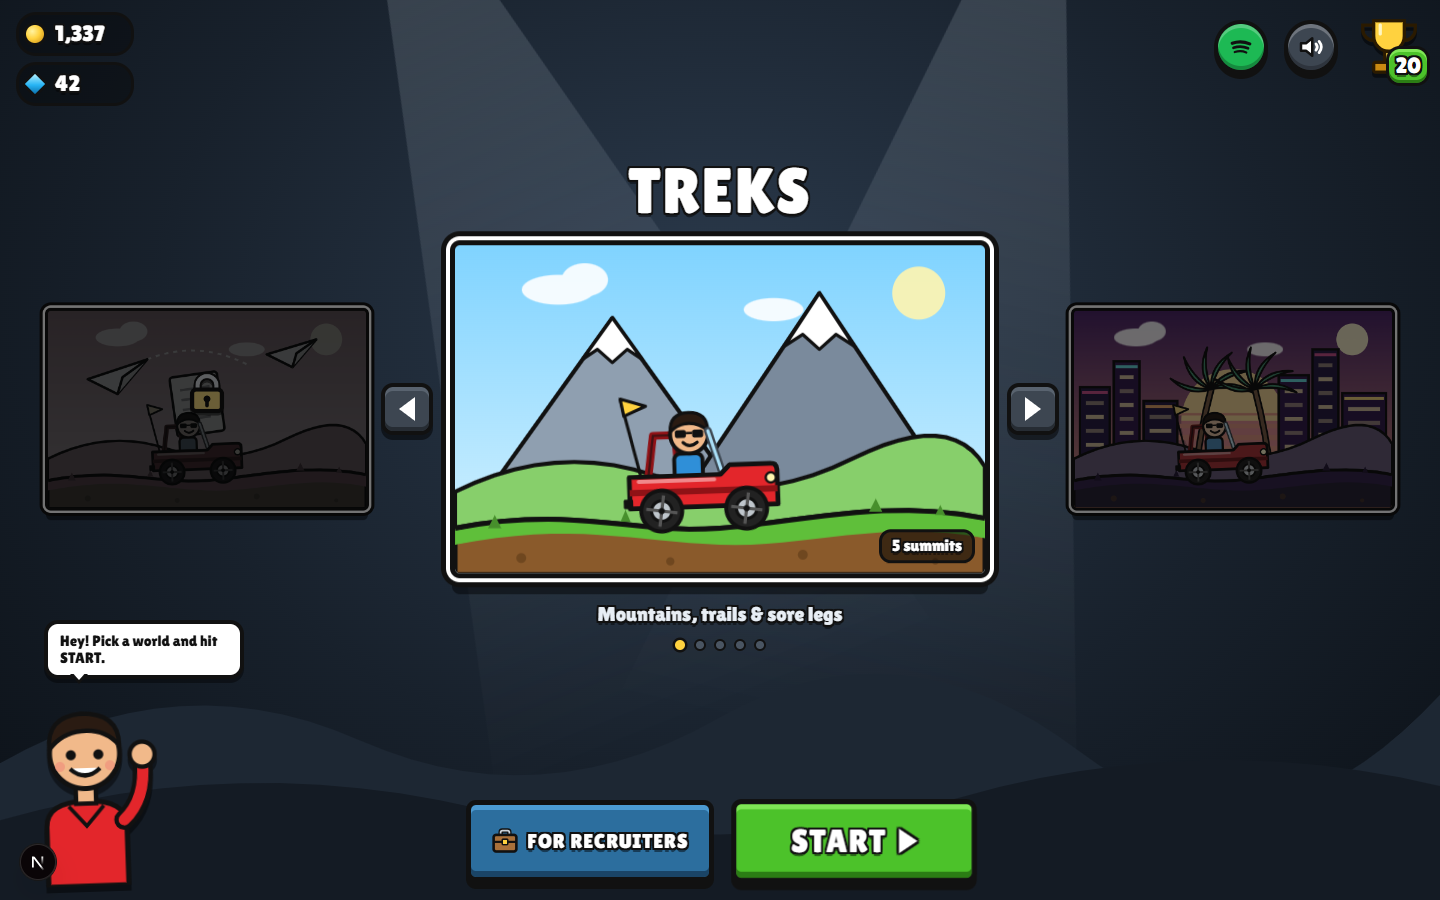 1,337
42
20
TREKS
5 summits
Mountains, trails & sore legs
Hey! Pick a world and hit
START.
FOR RECRUITERS
START
N